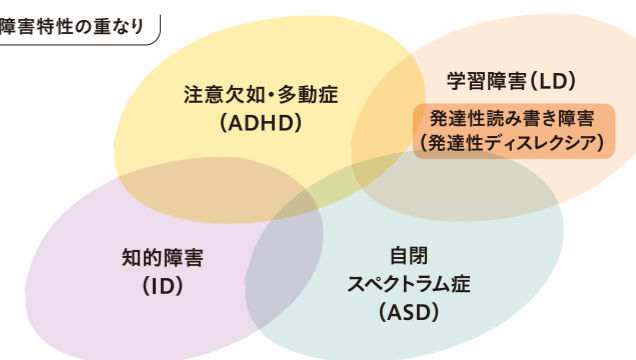 障害特性の重なり
注意欠如・多動症
（ADHD）
学習障害（LD）
発達性読み書き障害
（発達性ディスレクシア）
知的障害
（ID）
自閉
スペクトラム症
（ASD）